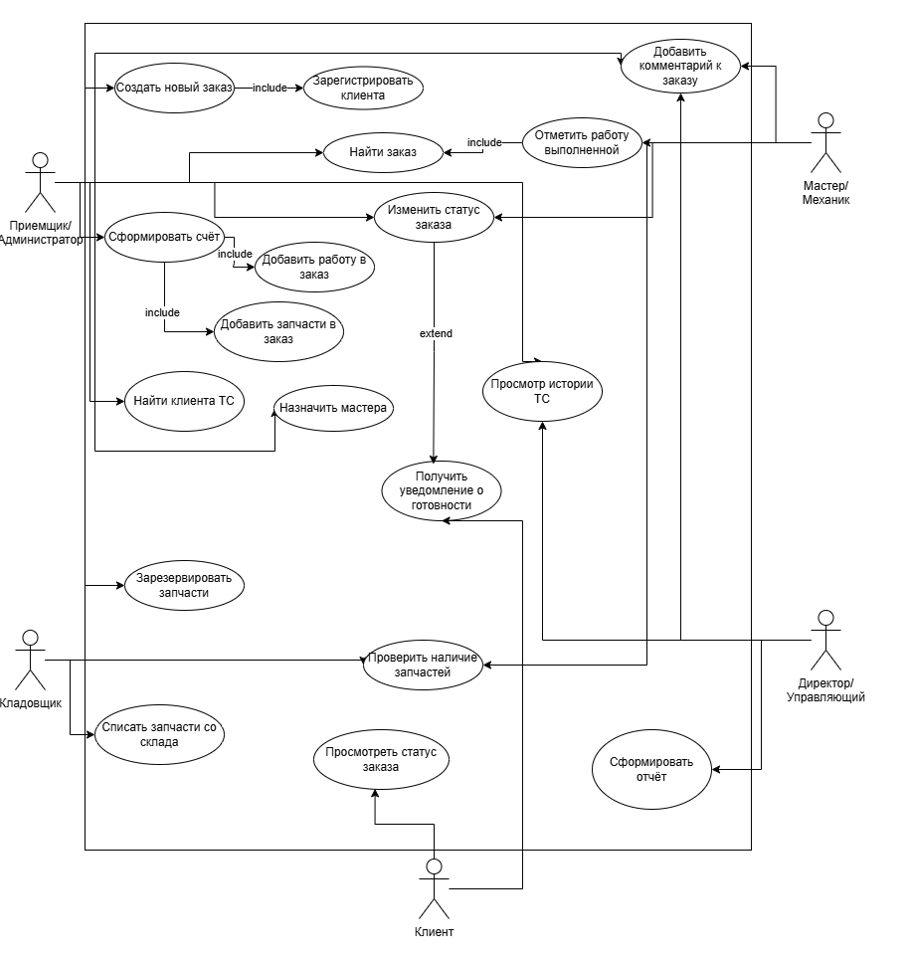 Добавить
комментарий к
заказу
Создать новый заказ
include
Зарегистрировать
клиента
Найти заказ
include
Отметить работу
выполненной
Мастер/
Механик
Приемщик/
Администратор
Изменить статус
заказа
Сформировать счёт
include
Добавить работу в
заказ
include
Добавить запчасти в
заказ
extend
Просмотр истории
ТС
Найти клиента ТС
Назначить мастера
Получить
уведомление о
готовности
Зарезервировать
запчасти
Кладовщик
Проверить наличие
запчастей
Директор/
Управляющий
Списать запчасти со
склада
Просмотреть статус
заказа
Сформировать
отчёт
Клиент